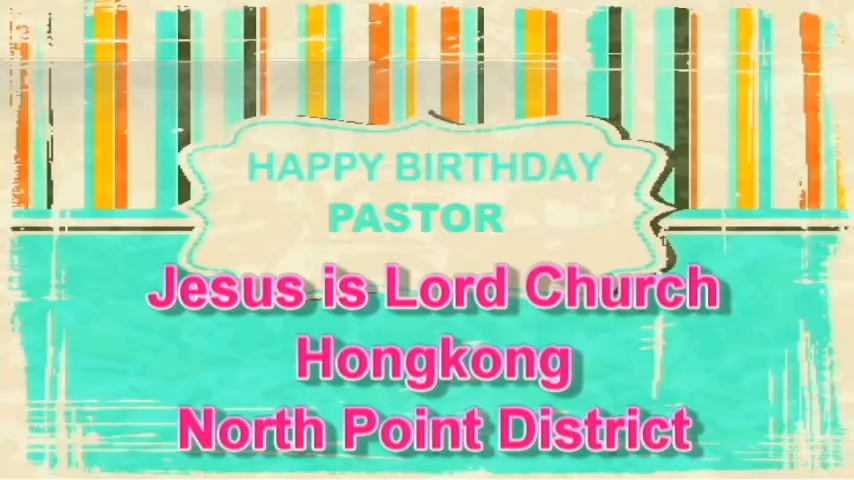 HAPPY BIRTHDAY
PASTOR
Jesus is Lord Church
Hongkong
North Point District